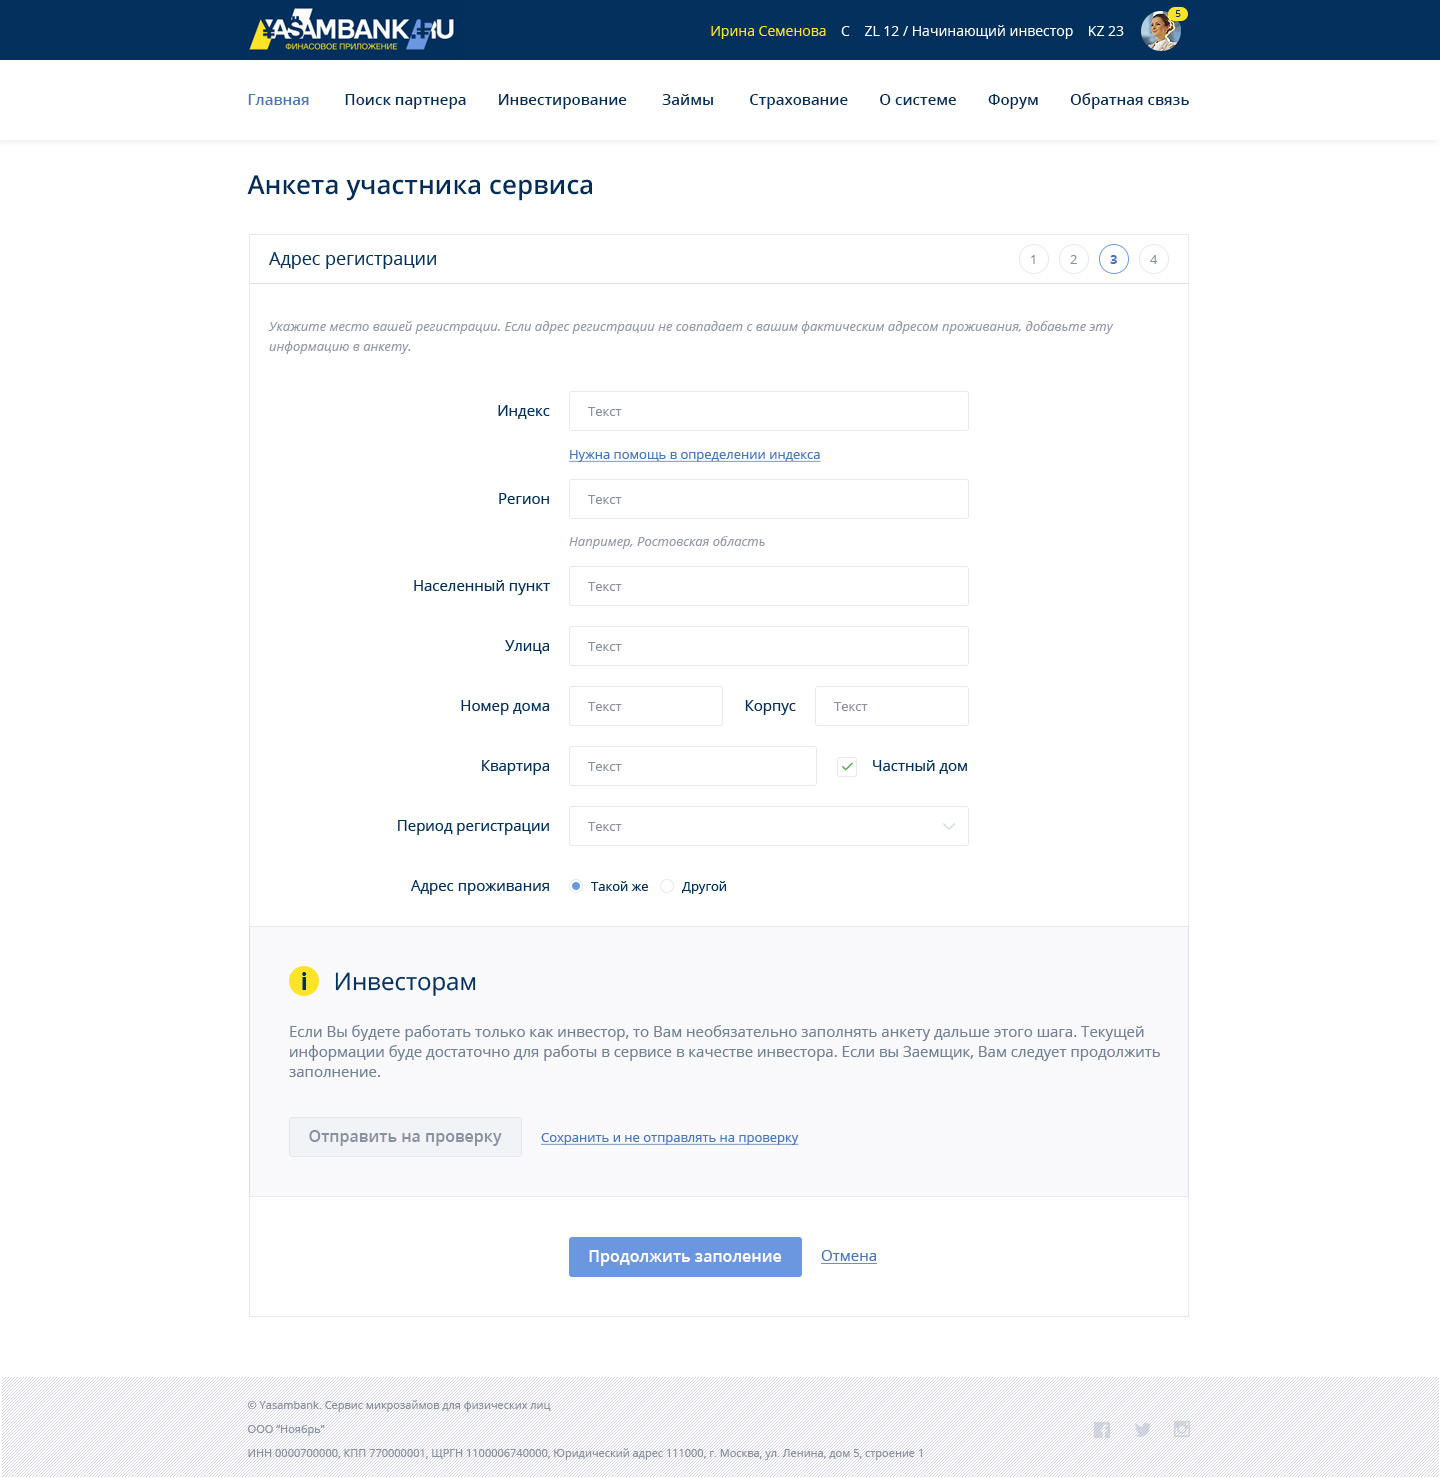 YASAMBANK.RU
ФИНАСОВОЕ ПРИЛОЖЕНИЕ
Ирина Семенова С ZL 12 / Начинающий инвестор KZ 23 5
Главная Поиск партнера Инвестирование Займы Страхование О системе Форум Обратная связь
Анкета участника сервиса
Адрес регистрации 1 2 3 4
Укажите место вашей регистрации. Если адрес регистрации не совпадает с вашим фактическим адресом проживания, добавьте эту
информацию в анкету.
Индекс Текст
Нужна помощь в определении индекса
Регион Текст
Например, Ростовская область
Населенный пункт Текст
Улица Текст
Номер дома Текст Корпус Текст
Квартира Текст Частный дом
Период регистрации Текст
Адрес проживания Такой же Другой
i Инвесторам
Если Вы будете работать только как инвестор, то Вам необязательно заполнять анкету дальше этого шага. Текущей
информации буде достаточно для работы в сервисе в качестве инвестора. Если вы Заемщик, Вам следует продолжить
заполнение.
Отправить на проверку Сохранить и не отправлять на проверку
Продолжить заполение Отмена
© Yasambank. Сервис микрозаймов для физических лиц
ООО “Ноябрь”
ИНН 0000700000, КПП 770000001, ЩРГН 1100006740000, Юридический адрес 111000, г. Москва, ул. Ленина, дом 5, строение 1